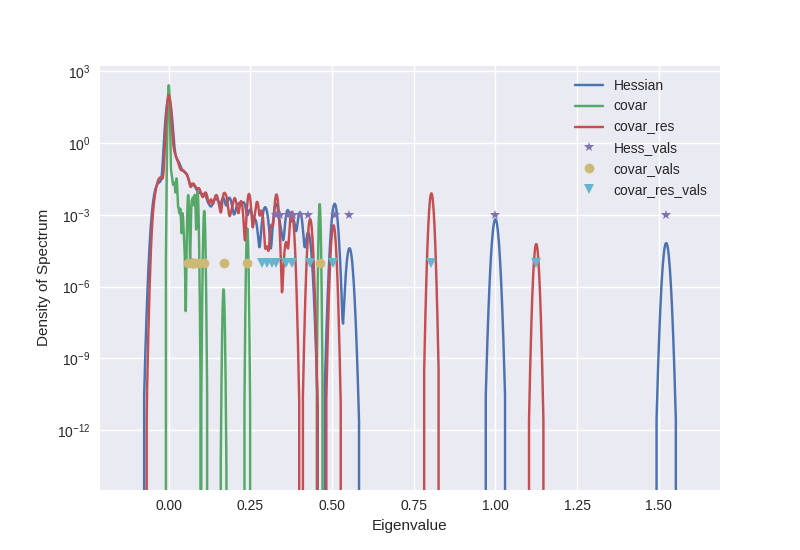 10^3
10^0
10^−3
10^−6
10^−9
10^−12
Density of Spectrum
Hessian
covar
covar_res
Hess_vals
covar_vals
covar_res_vals
0.00 0.25 0.50 0.75 1.00 1.25 1.50
Eigenvalue